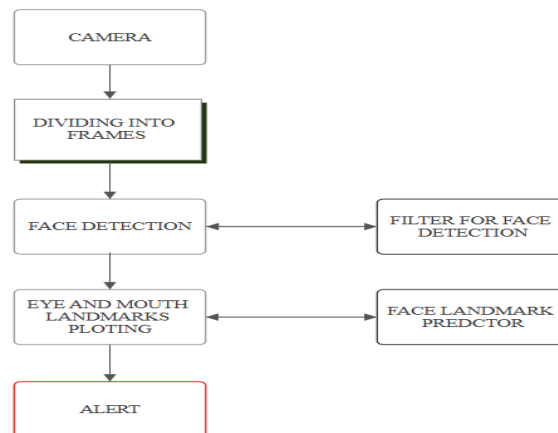 CAMERA
DIVIDING INTO
FRAMES
FACE DETECTION
FILTER FOR FACE
DETECTION
EYE AND MOUTH
LANDMARKS
PLOTING
FACE LANDMARK
PREDCTOR
ALERT